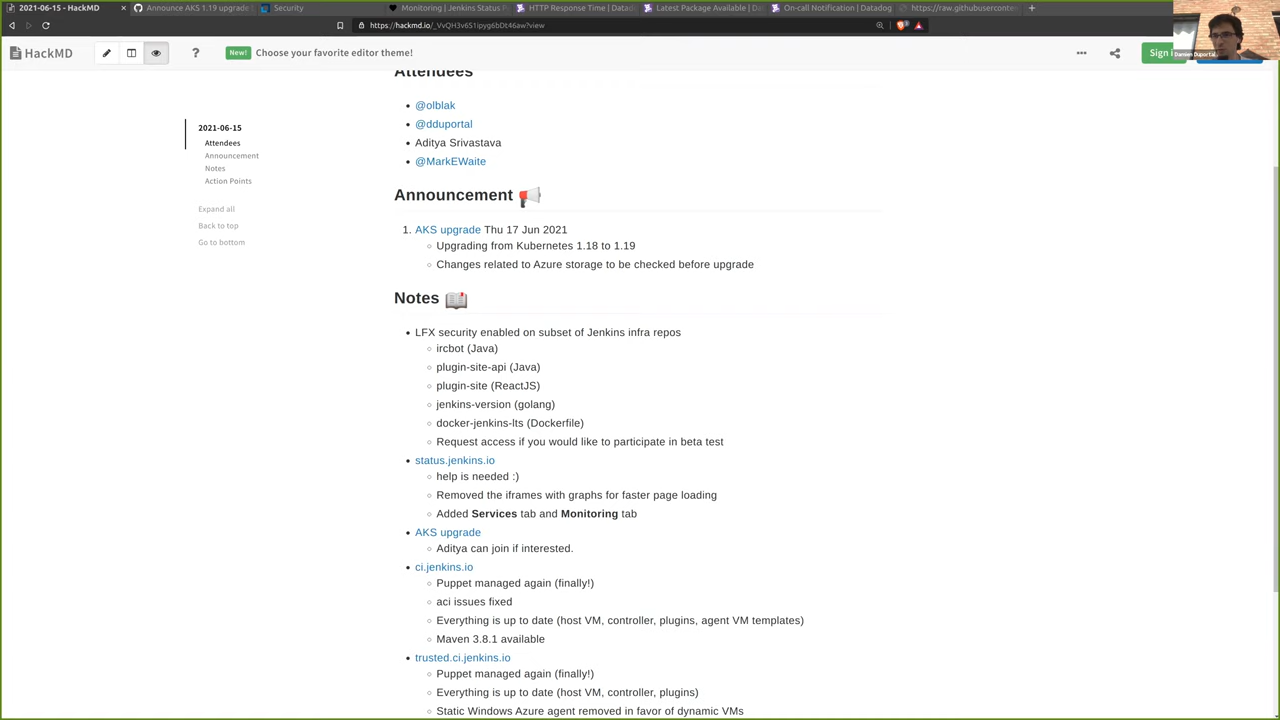 2021-06-15 - HackMD
Announce AKS 1.19 upgrade
Security
Monitoring | Jenkins Status P
HTTP Response Time | Datad
Latest Package Available | D
On-call Notification | Datadog
https://raw.githubuserconte
https://hackmd.io/_VvQH3v6S1ipyg6bDt46aw?view
HackMD
New!
Choose your favorite editor theme!
Sign
Damien Duportal
2021-06-15
Attendees
Announcement
Notes
Action Points
Expand all
Back to top
Go to bottom
Attendees
@olblak
@dduportal
Aditya Srivastava
@MarkEWaite
Announcement
1. AKS upgrade Thu 17 Jun 2021
Upgrading from Kubernetes 1.18 to 1.19
Changes related to Azure storage to be checked before upgrade
Notes
LFX security enabled on subset of Jenkins infra repos
ircbot (Java)
plugin-site-api (Java)
plugin-site (ReactJS)
jenkins-version (golang)
docker-jenkins-lts (Dockerfile)
Request access if you would like to participate in beta test
status.jenkins.io
help is needed :)
Removed the iframes with graphs for faster page loading
Added Services tab and Monitoring tab
AKS upgrade
Aditya can join if interested.
ci.jenkins.io
Puppet managed again (finally!)
aci issues fixed
Everything is up to date (host VM, controller, plugins, agent VM templates)
Maven 3.8.1 available
trusted.ci.jenkins.io
Puppet managed again (finally!)
Everything is up to date (host VM, controller, plugins)
Static Windows Azure agent removed in favor of dynamic VMs